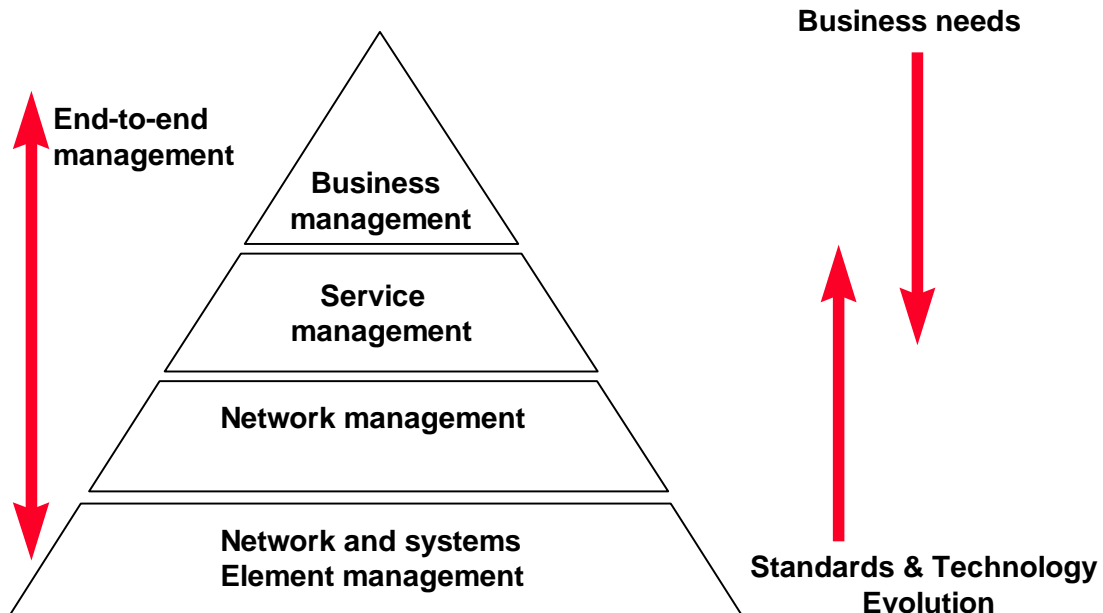 Business needs
End-to-end
management
Business
management
Service
management
Network management
Network and systems
Element management
Standards & Technology
Evolution